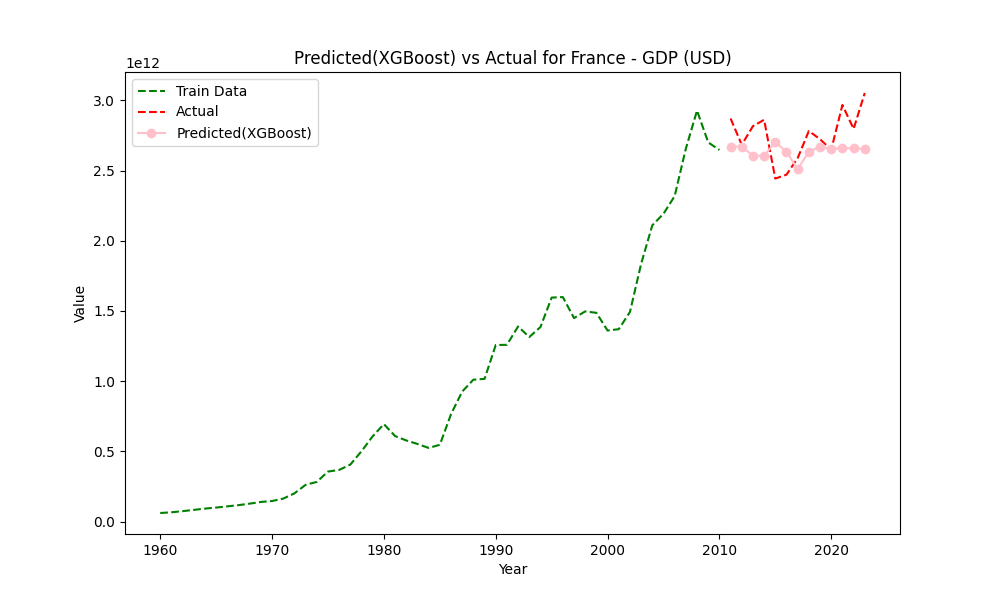 Predicted(XGBoost) vs Actual for France - GDP (USD)
1e12
Train Data
Actual
Predicted(XGBoost)
3.0
2.5
2.0
1.5
1.0
0.5
0.0
Value
1960 1970 1980 1990 2000 2010 2020
Year